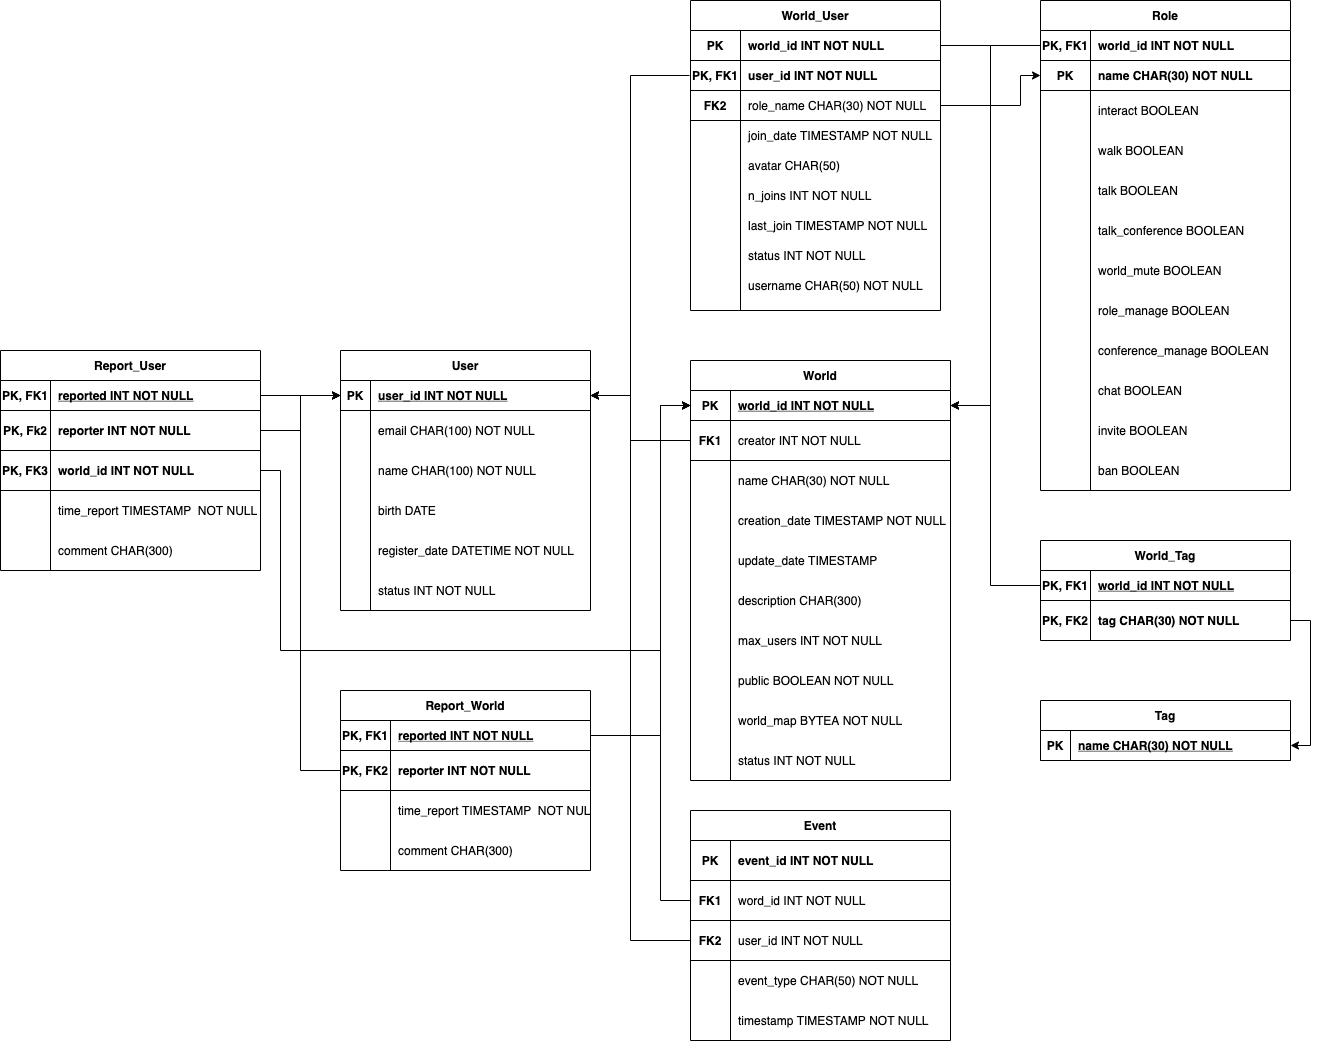 World_User
PK world_id INT NOT NULL
PK, FK1 user_id INT NOT NULL
FK2 role_name CHAR(30) NOT NULL
join_date TIMESTAMP NOT NULL
avatar CHAR(50)
n_joins INT NOT NULL
last_join TIMESTAMP NOT NULL
status INT NOT NULL
username CHAR(50) NOT NULL
Role
PK, FK1 world_id INT NOT NULL
PK name CHAR(30) NOT NULL
interact BOOLEAN
walk BOOLEAN
talk BOOLEAN
talk_conference BOOLEAN
world_mute BOOLEAN
role_manage BOOLEAN
conference_manage BOOLEAN
chat BOOLEAN
invite BOOLEAN
ban BOOLEAN
Report_User
PK, FK1 reported INT NOT NULL
PK, Fk2 reporter INT NOT NULL
PK, FK3 world_id INT NOT NULL
time_report TIMESTAMP  NOT NULL
comment CHAR(300)
User
PK user_id INT NOT NULL
email CHAR(100) NOT NULL
name CHAR(100) NOT NULL
birth DATE
register_date DATETIME NOT NULL
status INT NOT NULL
World
PK world_id INT NOT NULL
FK1 creator INT NOT NULL
name CHAR(30) NOT NULL
creation_date TIMESTAMP NOT NULL
update_date TIMESTAMP
description CHAR(300)
max_users INT NOT NULL
public BOOLEAN NOT NULL
world_map BYTEA NOT NULL
status INT NOT NULL
World_Tag
PK, FK1 world_id INT NOT NULL
PK, FK2 tag CHAR(30) NOT NULL
Report_World
PK, FK1 reported INT NOT NULL
PK, FK2 reporter INT NOT NULL
time_report TIMESTAMP  NOT NUL
comment CHAR(300)
Tag
PK name CHAR(30) NOT NULL
Event
PK event_id INT NOT NULL
FK1 word_id INT NOT NULL
FK2 user_id INT NOT NULL
event_type CHAR(50) NOT NULL
timestamp TIMESTAMP NOT NULL